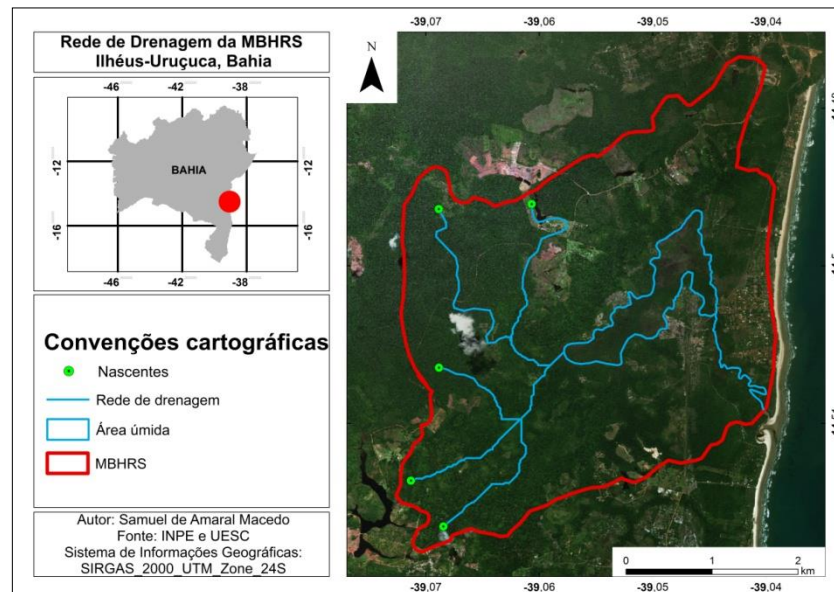 Rede de Drenagem da MBHRS
Ilhéus-Uruçuca, Bahia
-46 -42 -38
-12 -12
BAHIA
-16 -16
-46 -42 -38
Convenções cartográficas
Nascentes
Rede de drenagem
Área úmida
MBHRS
Autor: Samuel de Amaral Macedo
Fonte: INPE e UESC
Sistema de Informações Geográficas:
SIRGAS_2000_UTM_Zone_24S
-39,07 -39,06 -39,05 -39,04
N
0 1 2
km
-39,07 -39,06 -39,05 -39,04